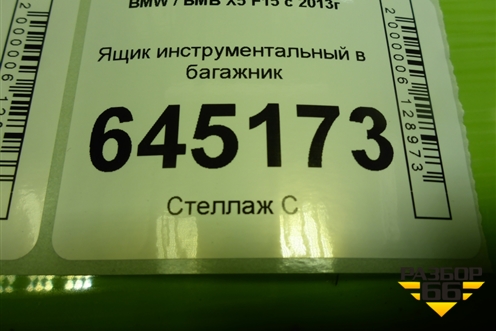 BMW / БМВ X5 F15 с 2013г
Ящик инструментальный в
багажник
645173
Стеллаж С
2000006128973
РАЗБОР
66